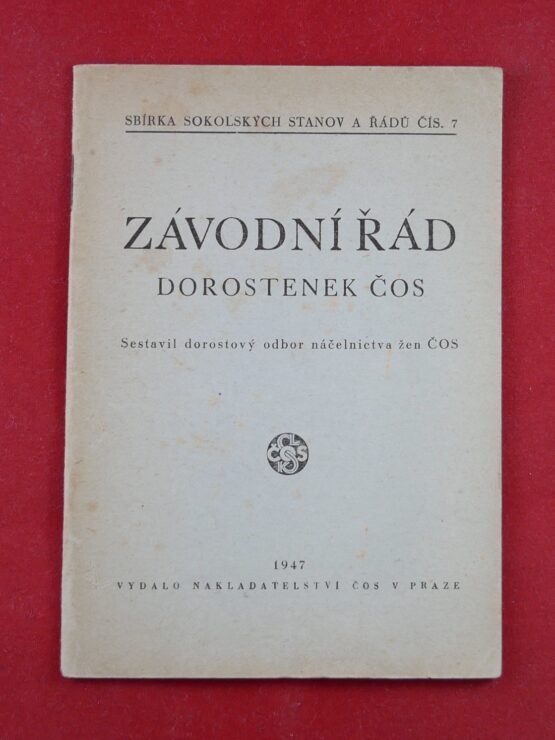 SBÍRKA SOKOLSKÝCH STANOV A ŘÁDŮ ČÍS. 7
ZÁVODNÍ ŘÁD
DOROSTENEK ČOS
Sestavil dorostový odbor náčelnictva žen ČOS
1947
VYDALO NAKLADATELSTVÍ ČOS V PRAZE